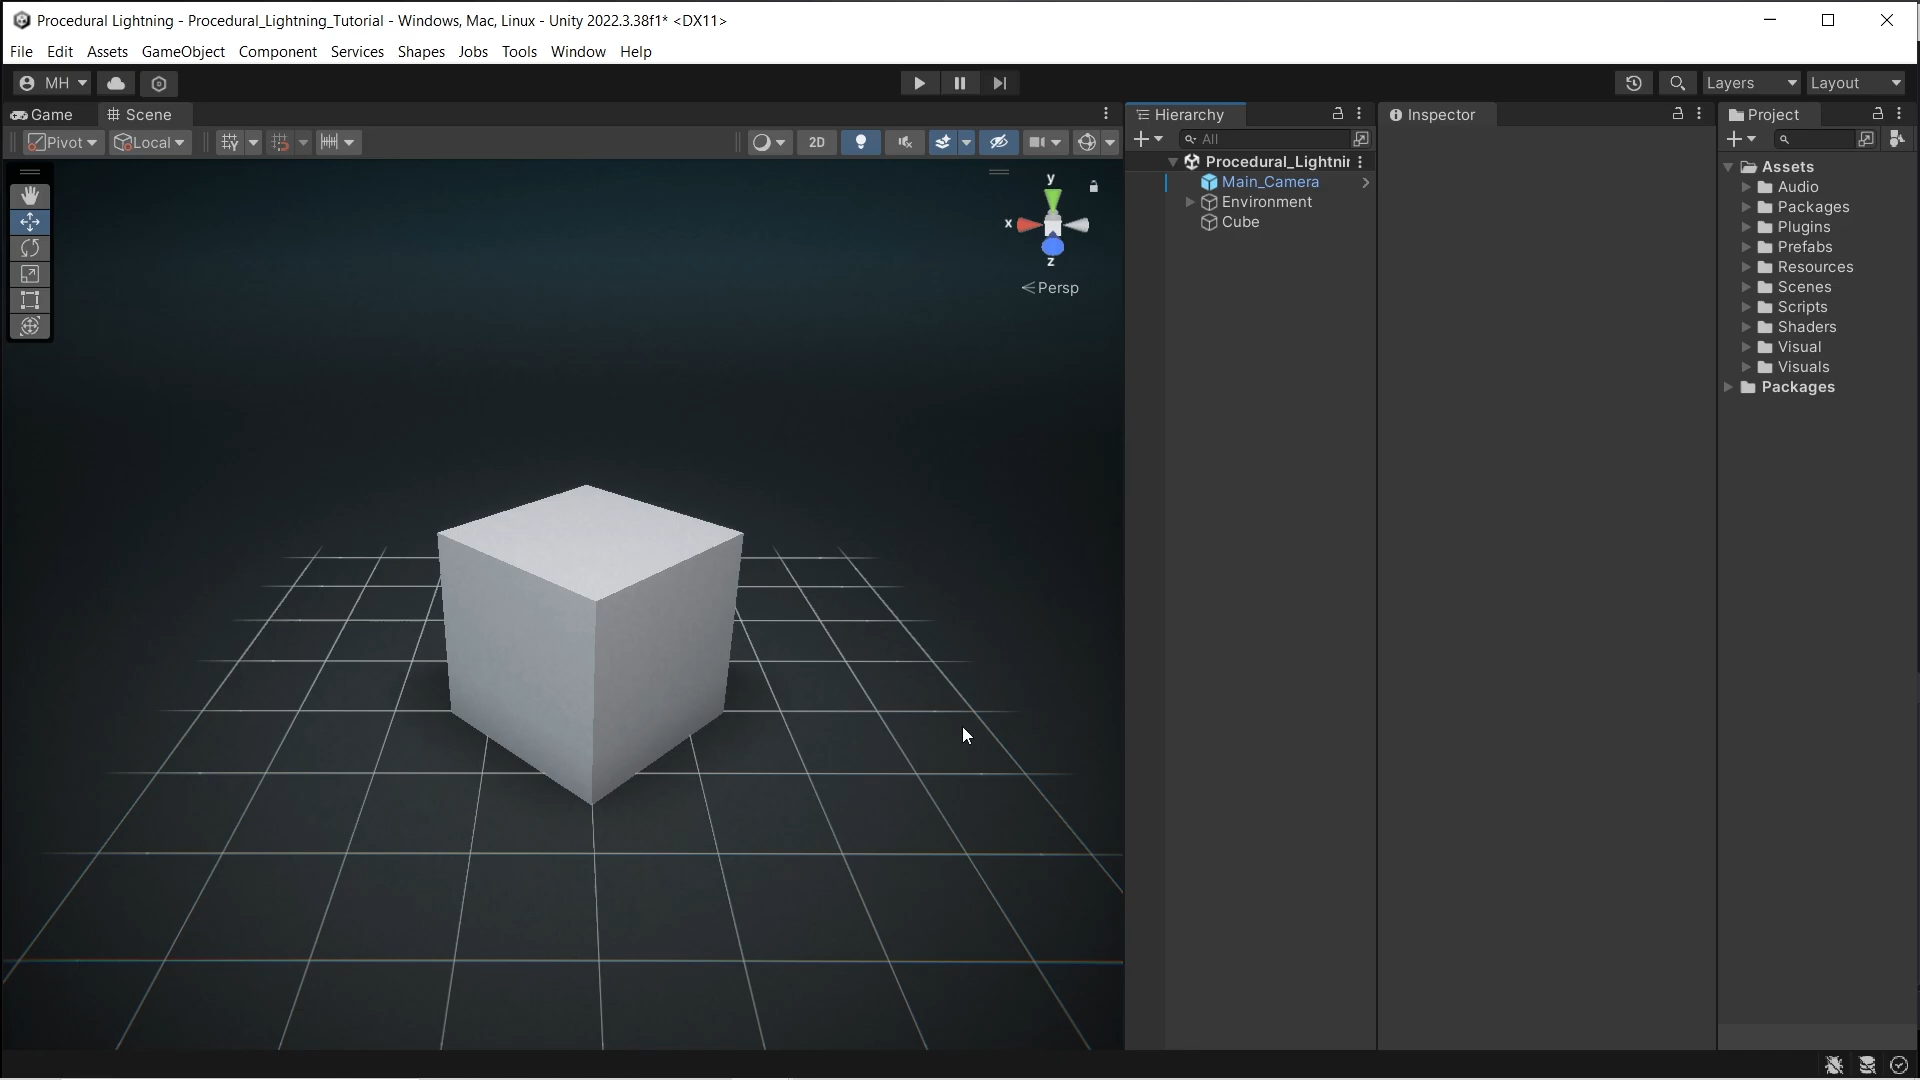 Procedural Lightning - Procedural_Lightning_Tutorial - Windows, Mac, Linux - Unity 2022.3.38f1* <DX11>
File Edit Assets GameObject Component Services Shapes Jobs Tools Window Help
MH Layers Layout
Game Scene
Pivot Local 2D
y
x
z
Persp
Hierarchy
All
Procedural_Lightnin
Main_Camera
Environment
Cube
Inspector
Project
Assets
Audio
Packages
Plugins
Prefabs
Resources
Scenes
Scripts
Shaders
Visual
Visuals
Packages